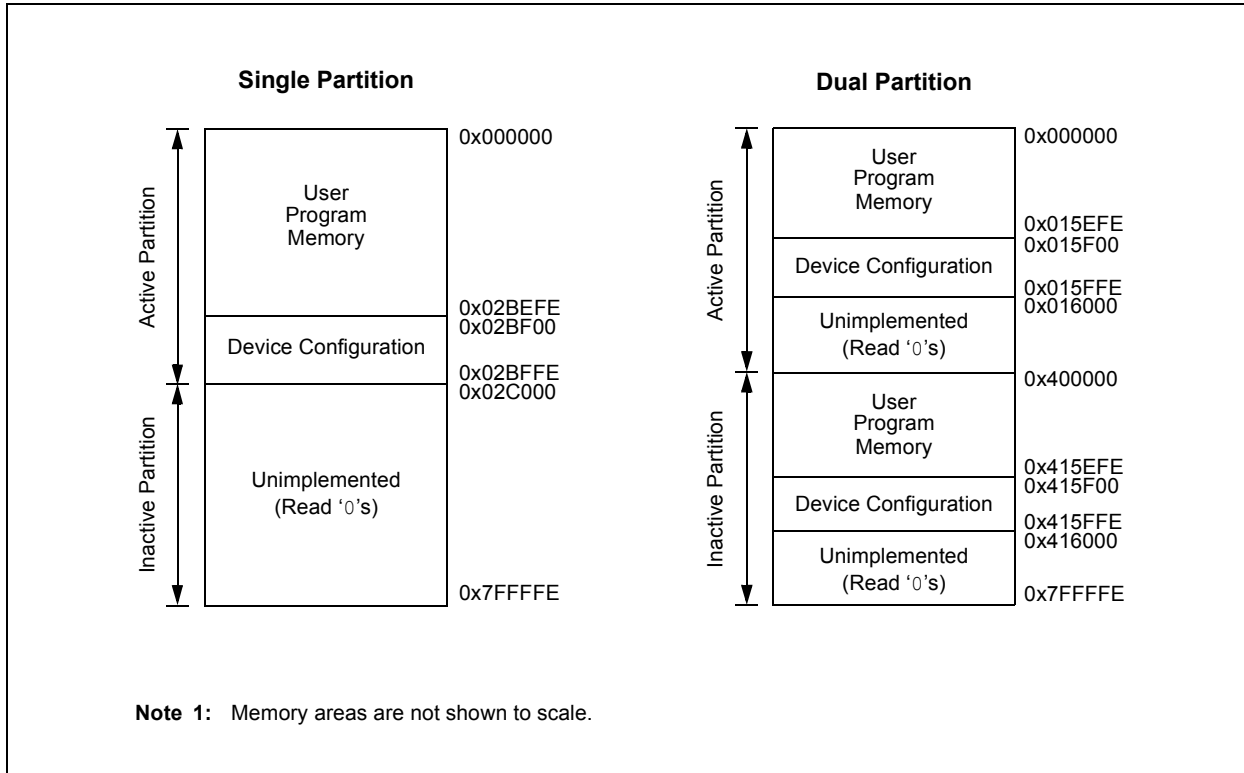 Single Partition
Active Partition
Inactive Partition
User
Program
Memory
Device Configuration
Unimplemented
(Read ‘0’s)
0x000000
0x02BEFE
0x02BF00
0x02BFFE
0x02C000
0x7FFFFE
Dual Partition
Active Partition
Inactive Partition
User
Program
Memory
Device Configuration
Unimplemented
(Read ‘0’s)
User
Program
Memory
Device Configuration
Unimplemented
(Read ‘0’s)
0x000000
0x015EFE
0x015F00
0x015FFE
0x016000
0x400000
0x415EFE
0x415F00
0x415FFE
0x416000
0x7FFFFE
Note 1: Memory areas are not shown to scale.